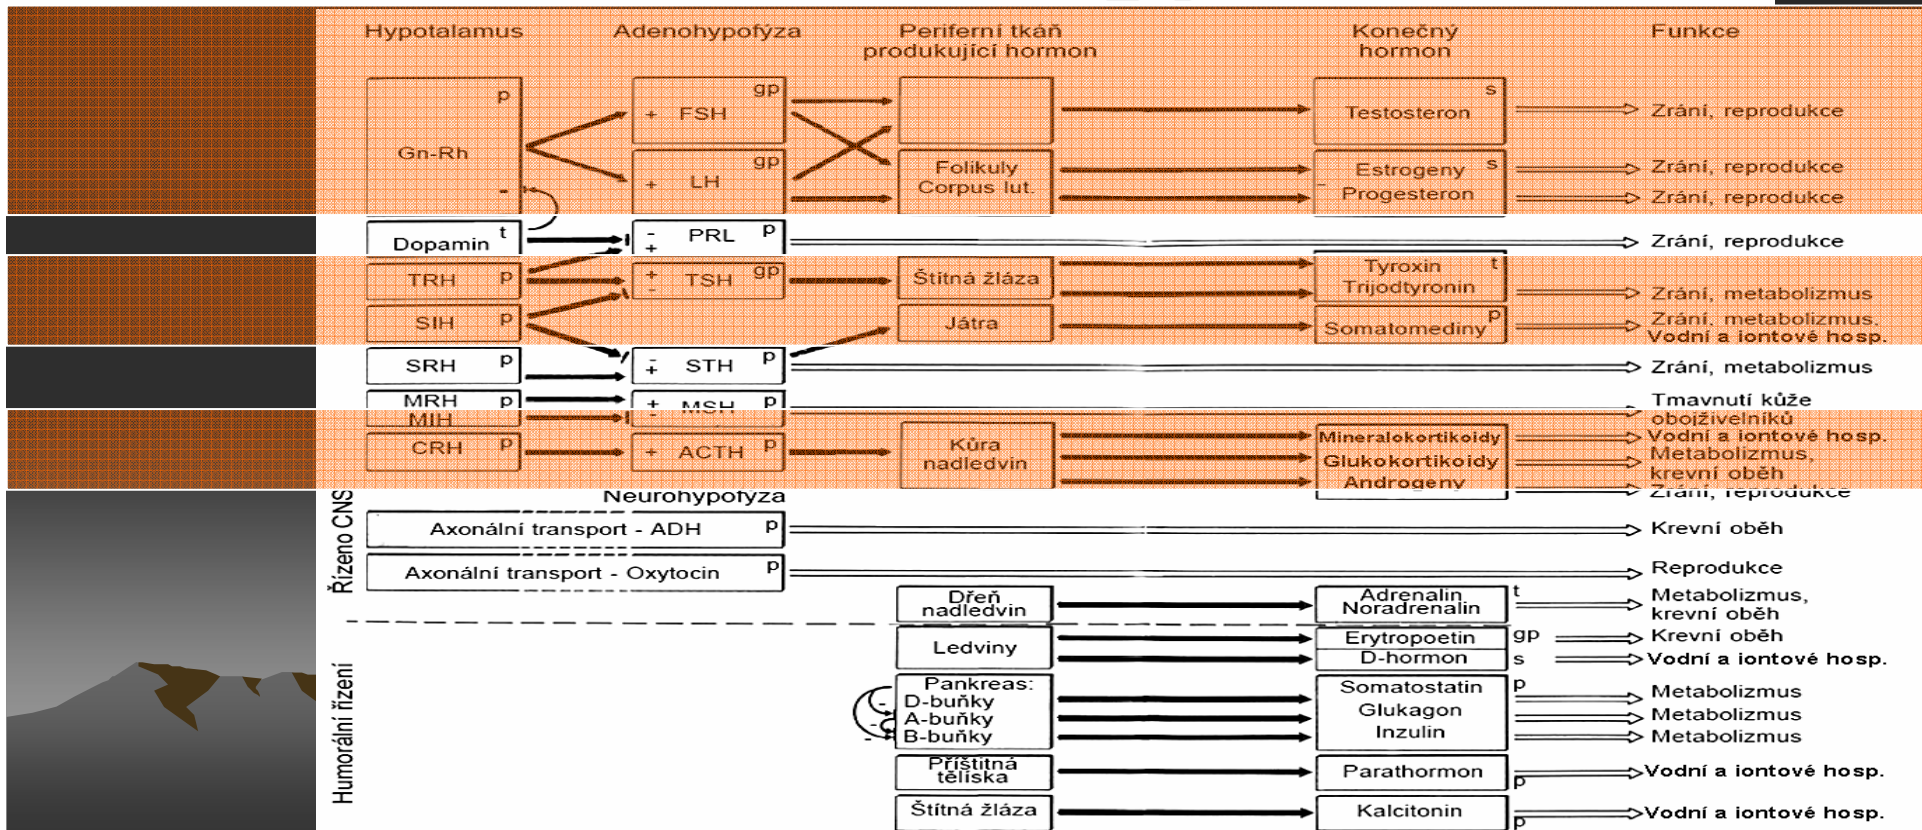 Hypotalamus
Adenohypofýza
Periferní tkáň
produkující hormon
Konečný
hormon
Funkce
p
Gn-Rh
-
gp
+ FSH
gp
+ LH
Folikuly
Corpus lut.
s
Testosteron
Estrogeny s
- Progesteron
Zrání, reprodukce
Zrání, reprodukce
Zrání, reprodukce
Dopamin t
- PRL p
+
Zrání, reprodukce
TRH p
+ TSH gp
-
Štítná žláza
Tyroxin t
Trijodtyronin
Zrání, metabolizmus
SIH p
Játra
Somatomediny p
Zrání, metabolizmus,
Vodní a iontové hosp.
SRH p
- STH p
+
Zrání, metabolizmus
MRH p
MIH
+ MSH p
-
Tmavnutí kůže
obojživelníků
CRH p
+ ACTH p
Kůra
nadledvin
Mineralokortikoidy
Glukokortikoidy
Androgeny
Vodní a iontové hosp.
Metabolizmus,
krevní oběh
Zrání, reprodukce
Řízeno CNS
Neurohypofýza
Axonální transport - ADH p
Krevní oběh
Axonální transport - Oxytocin p
Reprodukce
Dřeň
nadledvin
Adrenalin t
Noradrenalin
Metabolizmus,
krevní oběh
Humorální řízení
Ledviny
Erytropoetin gp
D-hormon s
Krevní oběh
Vodní a iontové hosp.
Pankreas:
- D-buňky
- A-buňky
- B-buňky
Somatostatin p
Glukagon
Inzulin
Metabolizmus
Metabolizmus
Metabolizmus
Příštitná
tělíska
Parathormon p
Vodní a iontové hosp.
Štítná žláza
Kalcitonin p
Vodní a iontové hosp.